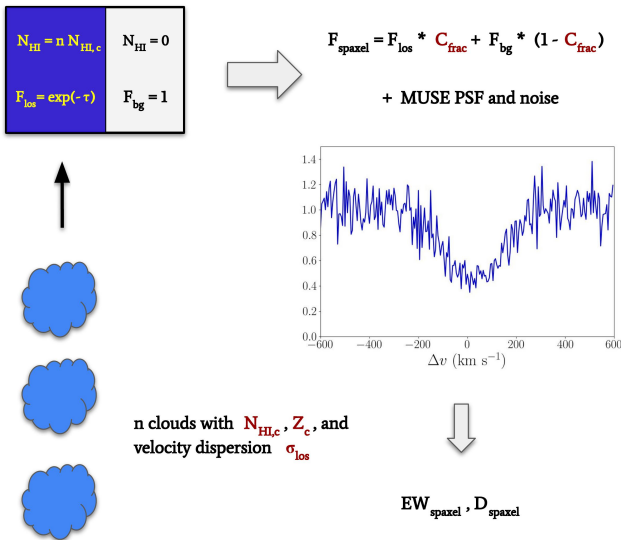 N_HI = n N_HI,c
N_HI = 0
F_los = exp(-τ)
F_bg = 1
F_spaxel = F_los * C_frac + F_bg * (1 - C_frac)
+ MUSE PSF and noise
1.4
1.2
1.0
0.8
0.6
0.4
0.2
0.0
−600 −400 −200 0 200 400 600
Δv (km s⁻¹)
n clouds with N_HI,c , Z_c , and
velocity dispersion σ_los
EW_spaxel , D_spaxel